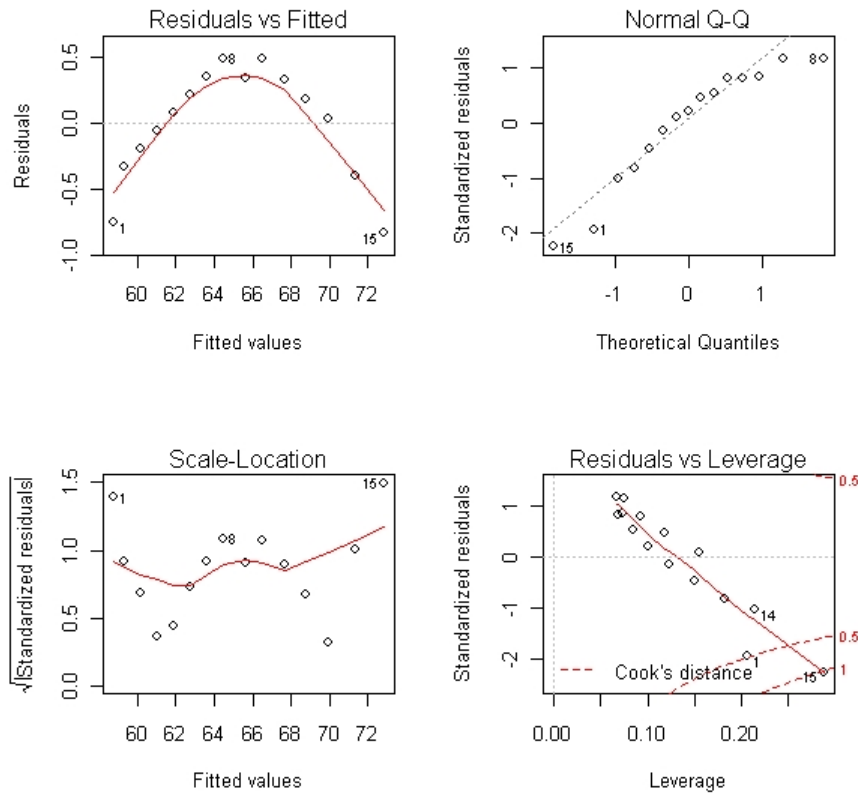 Residuals vs Fitted
Residuals
0.5
0.0
-0.5
-1.0
8
1
15
60 62 64 66 68 70 72
Fitted values
Normal Q-Q
Standardized residuals
1
0
-1
-2
8
1
15
-1 0 1
Theoretical Quantiles
Scale-Location
√|Standardized residuals|
1.5
1.0
0.5
0.0
1
15
8
60 62 64 66 68 70 72
Fitted values
Residuals vs Leverage
Standardized residuals
1
0
-1
-2
0.5
14
0.5
1
1
15
Cook's distance
0.00 0.10 0.20
Leverage